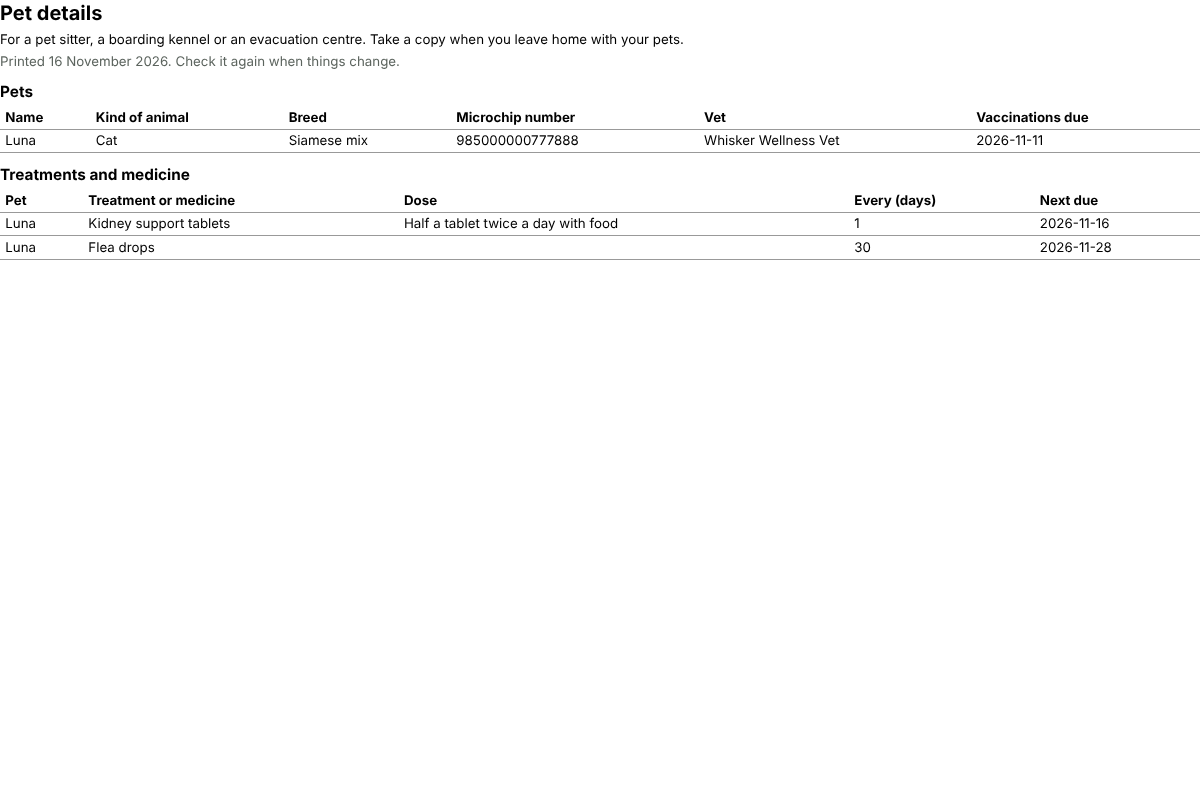 Pet details
For a pet sitter, a boarding kennel or an evacuation centre. Take a copy when you leave home with your pets.
Printed 16 November 2026. Check it again when things change.
Pets
Name Kind of animal Breed Microchip number Vet Vaccinations due
Luna Cat Siamese mix 985000000777888 Whisker Wellness Vet 2026-11-11
Treatments and medicine
Pet Treatment or medicine Dose Every (days) Next due
Luna Kidney support tablets Half a tablet twice a day with food 1 2026-11-16
Luna Flea drops 30 2026-11-28